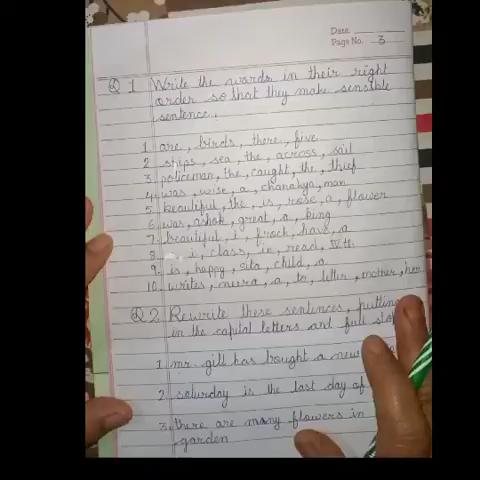 Date
Page No. 3
Q 1 Write the words in their right
order so that they make sensible
sentence.
1 are, birds, there, five
2 ships, sea, the, across, sail
3. policeman, the, caught, the, thief
4. was, wise, a, chanakya, man
5. beautiful, the, is, rose, a, flower
6. was, ashok, great, a, king
7. beautiful, i, frock, have, a
8. i, class, in, read, IVth
9. is, happy, sita, child, a
10. writes, meera, a, to, letter, mother, her
Q 2 Rewrite these sentences, putting
in the capital letters and full stop
1 mr. gill has bought a new
2 saturday is the last day of
3. there are many flowers in
garden